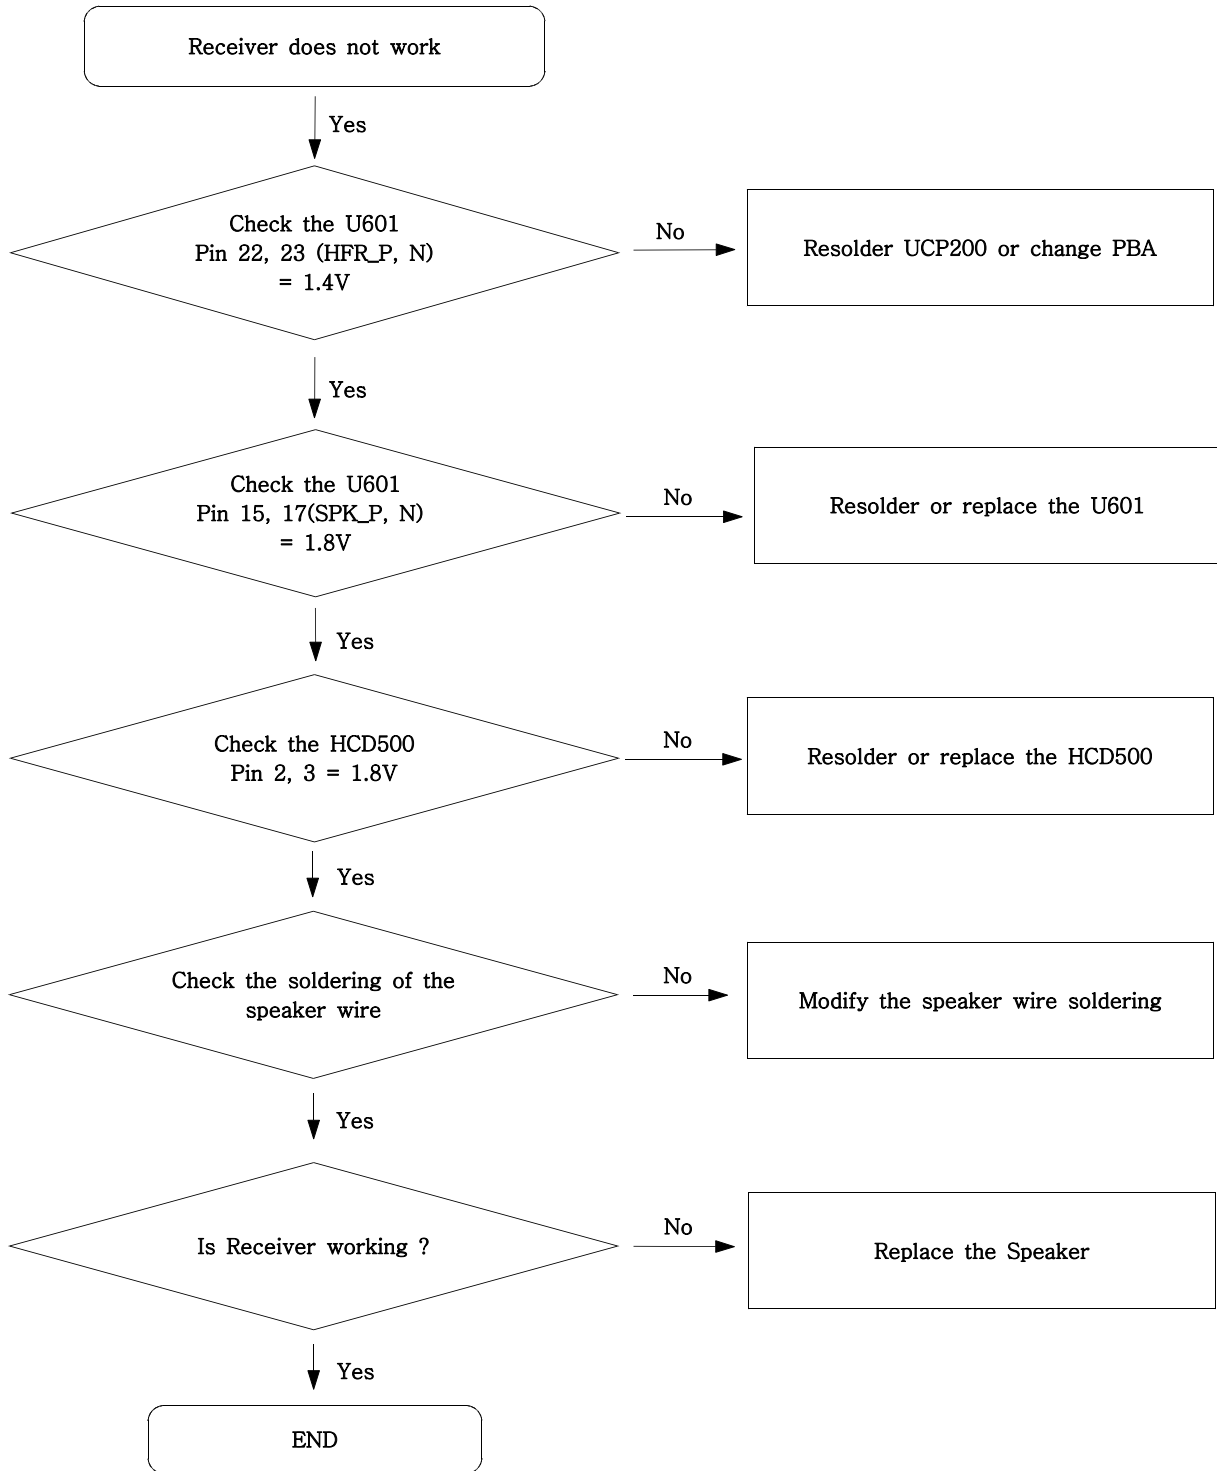 Receiver does not work
Yes
Check the U601
Pin 22, 23 (HFR_P, N)
= 1.4V
No
Resolder UCP200 or change PBA
Yes
Check the U601
Pin 15, 17(SPK_P, N)
= 1.8V
No
Resolder or replace the U601
Yes
Check the HCD500
Pin 2, 3 = 1.8V
No
Resolder or replace the HCD500
Yes
Check the soldering of the
speaker wire
No
Modify the speaker wire soldering
Yes
Is Receiver working ?
No
Replace the Speaker
Yes
END